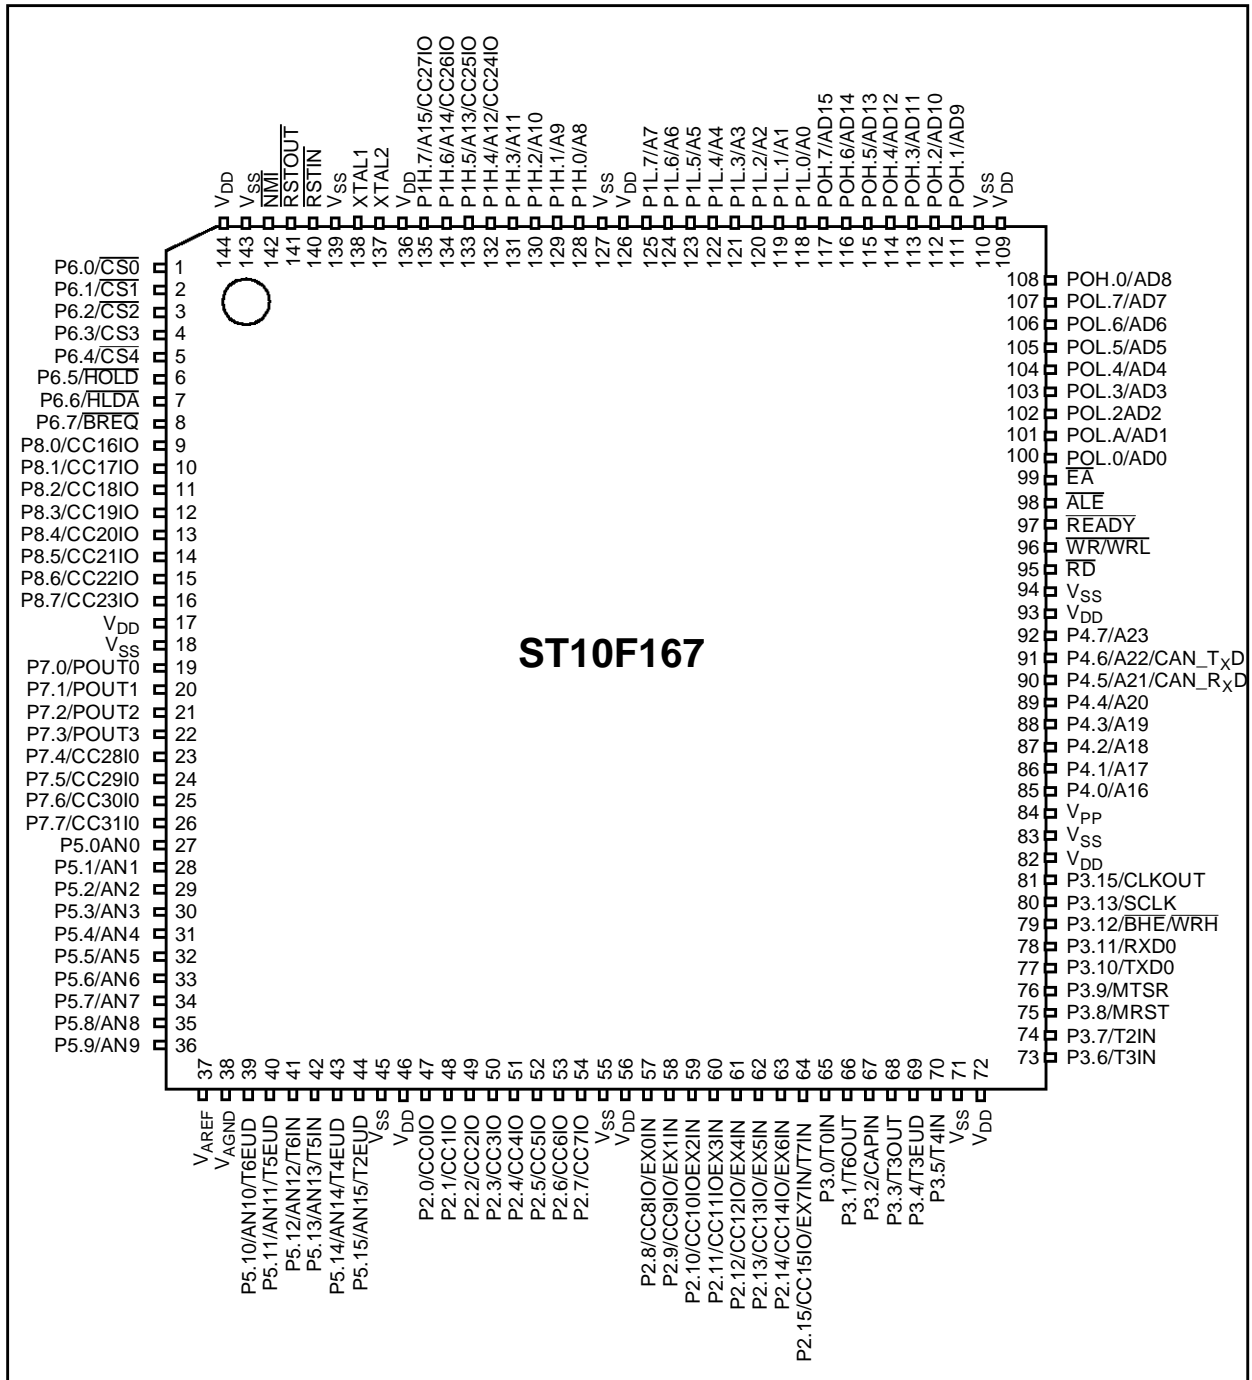 VDD
VSS
NMI
RSTOUT
RSTIN
VSS
XTAL1
XTAL2
VDD
P1H.7/A15/CC27IO
P1H.6/A14/CC26IO
P1H.5/A13/CC25IO
P1H.4/A12/CC24IO
P1H.3/A11
P1H.2/A10
P1H.1/A9
P1H.0/A8
VSS
VDD
P1L.7/A7
P1L.6/A6
P1L.5/A5
P1L.4/A4
P1L.3/A3
P1L.2/A2
P1L.1/A1
P1L.0/A0
POH.7/AD15
POH.6/AD14
POH.5/AD13
POH.4/AD12
POH.3/AD11
POH.2/AD10
POH.1/AD9
VSS
VDD
144
143
142
141
140
139
138
137
136
135
134
133
132
131
130
129
128
127
126
125
124
123
122
121
120
119
118
117
116
115
114
113
112
111
110
109
P6.0/CS0 1
P6.1/CS1 2
P6.2/CS2 3
P6.3/CS3 4
P6.4/CS4 5
P6.5/HOLD 6
P6.6/HLDA 7
P6.7/BREQ 8
P8.0/CC16IO 9
P8.1/CC17IO 10
P8.2/CC18IO 11
P8.3/CC19IO 12
P8.4/CC20IO 13
P8.5/CC21IO 14
P8.6/CC22IO 15
P8.7/CC23IO 16
VDD 17
VSS 18
P7.0/POUT0 19
P7.1/POUT1 20
P7.2/POUT2 21
P7.3/POUT3 22
P7.4/CC28I0 23
P7.5/CC29I0 24
P7.6/CC30I0 25
P7.7/CC31I0 26
P5.0AN0 27
P5.1/AN1 28
P5.2/AN2 29
P5.3/AN3 30
P5.4/AN4 31
P5.5/AN5 32
P5.6/AN6 33
P5.7/AN7 34
P5.8/AN8 35
P5.9/AN9 36
ST10F167
108 POH.0/AD8
107 POL.7/AD7
106 POL.6/AD6
105 POL.5/AD5
104 POL.4/AD4
103 POL.3/AD3
102 POL.2AD2
101 POL.A/AD1
100 POL.0/AD0
99 EA
98 ALE
97 READY
96 WR/WRL
95 RD
94 VSS
93 VDD
92 P4.7/A23
91 P4.6/A22/CAN_TXD
90 P4.5/A21/CAN_RXD
89 P4.4/A20
88 P4.3/A19
87 P4.2/A18
86 P4.1/A17
85 P4.0/A16
84 VPP
83 VSS
82 VDD
81 P3.15/CLKOUT
80 P3.13/SCLK
79 P3.12/BHE/WRH
78 P3.11/RXD0
77 P3.10/TXD0
76 P3.9/MTSR
75 P3.8/MRST
74 P3.7/T2IN
73 P3.6/T3IN
37
38
39
40
41
42
43
44
45
46
47
48
49
50
51
52
53
54
55
56
57
58
59
60
61
62
63
64
65
66
67
68
69
70
71
72
VAREF
VAGND
P5.10/AN10/T6EUD
P5.11/AN11/T5EUD
P5.12/AN12/T6IN
P5.13/AN13/T5IN
P5.14/AN14/T4EUD
P5.15/AN15/T2EUD
VSS
VDD
P2.0/CC0IO
P2.1/CC1IO
P2.2/CC2IO
P2.3/CC3IO
P2.4/CC4IO
P2.5/CC5IO
P2.6/CC6IO
P2.7/CC7IO
VSS
VDD
P2.8/CC8IO/EX0IN
P2.9/CC9IO/EX1IN
P2.10/CC10IOEX2IN
P2.11/CC11IOEX3IN
P2.12/CC12IO/EX4IN
P2.13/CC13IO/EX5IN
P2.14/CC14IO/EX6IN
P2.15/CC15IO/EX7IN/T7IN
P3.0/T0IN
P3.1/T6OUT
P3.2/CAPIN
P3.3/T3OUT
P3.4/T3EUD
P3.5/T4IN
VSS
VDD